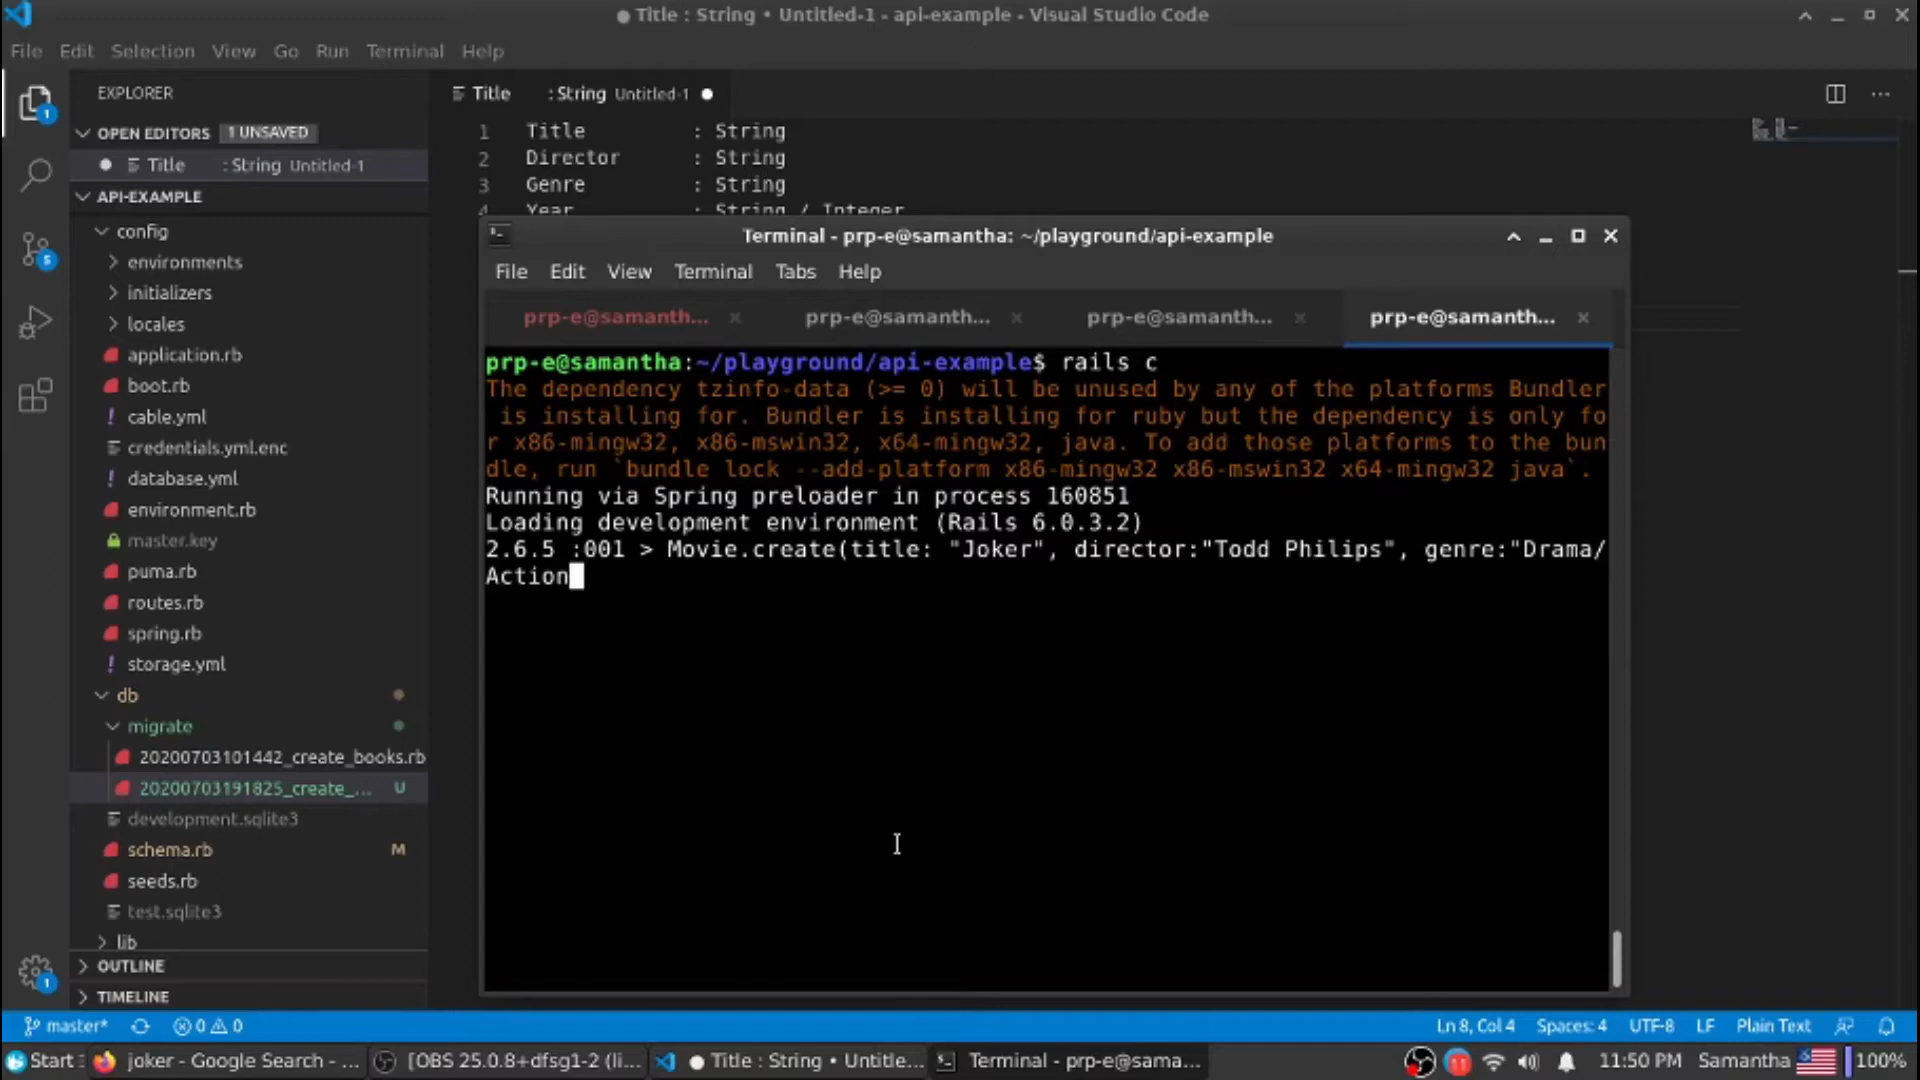 Title : String • Untitled-1 - api-example - Visual Studio Code
File Edit Selection View Go Run Terminal Help
EXPLORER
Title : String Untitled-1
OPEN EDITORS 1 UNSAVED
Title : String Untitled-1
API-EXAMPLE
config
environments
initializers
locales
application.rb
boot.rb
cable.yml
credentials.yml.enc
database.yml
environment.rb
master.key
puma.rb
routes.rb
spring.rb
storage.yml
db
migrate
20200703101442_create_books.rb
20200703191825_create_... U
development.sqlite3
schema.rb M
seeds.rb
test.sqlite3
lib
OUTLINE
TIMELINE
1
5
1
1 Title : String
2 Director : String
3 Genre : String
4 Year : String / Integer
Terminal - prp-e@samantha: ~/playground/api-example
File Edit View Terminal Tabs Help
prp-e@samanth... prp-e@samanth... prp-e@samanth... prp-e@samanth...
prp-e@samantha:~/playground/api-example$ rails c
The dependency tzinfo-data (>= 0) will be unused by any of the platforms Bundler
is installing for. Bundler is installing for ruby but the dependency is only fo
r x86-mingw32, x86-mswin32, x64-mingw32, java. To add those platforms to the bun
dle, run `bundle lock --add-platform x86-mingw32 x86-mswin32 x64-mingw32 java`.
Running via Spring preloader in process 160851
Loading development environment (Rails 6.0.3.2)
2.6.5 :001 > Movie.create(title: "Joker", director:"Todd Philips", genre:"Drama/
Action
master* 0 0 Ln 8, Col 4 Spaces: 4 UTF-8 LF Plain Text
Start joker - Google Search - ... [OBS 25.0.8+dfsg1-2 (li... Title : String • Untitle... Terminal - prp-e@sama... 11:50 PM Samantha 100%